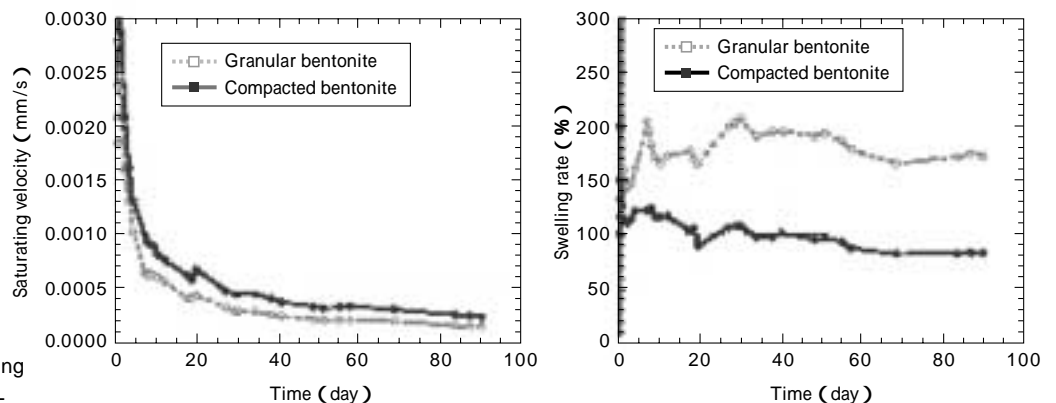 0.0030
0.0025
0.0020
0.0015
0.0010
0.0005
0.0000
Saturating velocity ( mm/s )
Granular bentonite
Compacted bentonite
0 20 40 60 80 100
Time ( day )
300
250
200
150
100
50
0
Swelling rate ( % )
Granular bentonite
Compacted bentonite
0 20 40 60 80 100
Time ( day )
ng